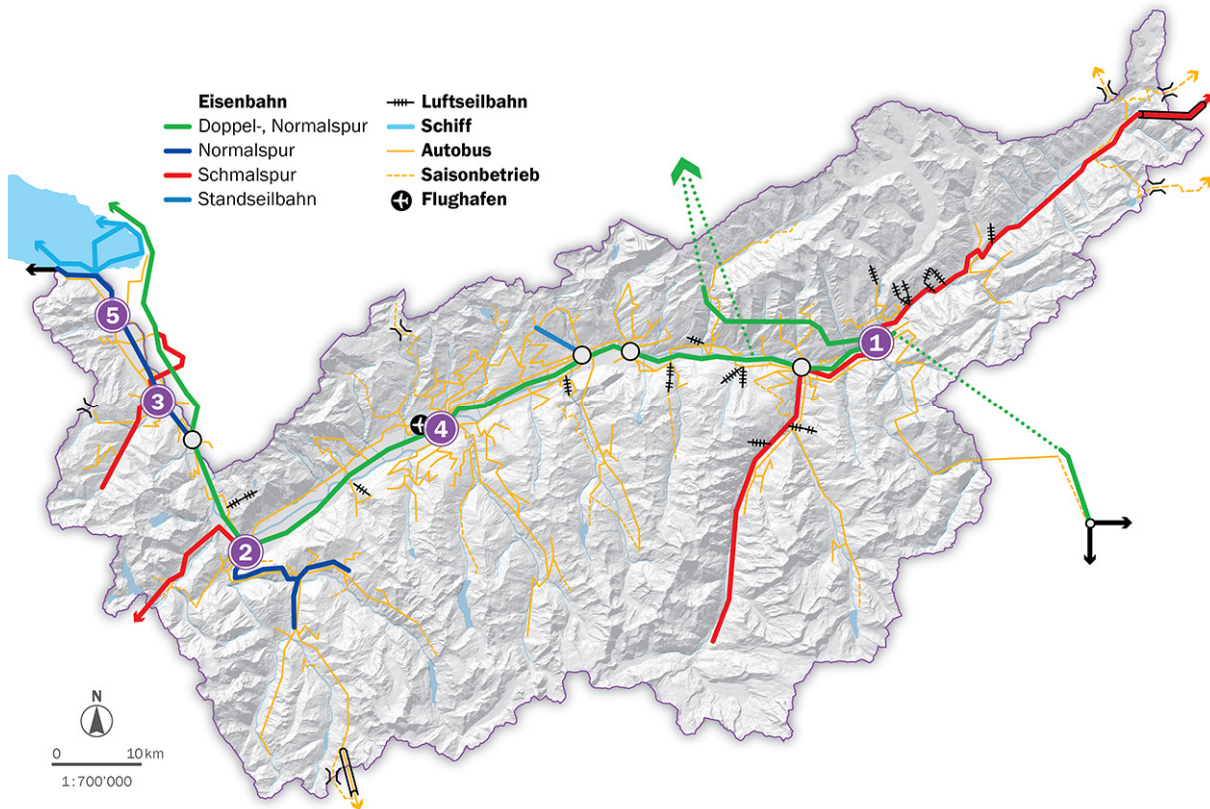 Eisenbahn
Doppel-, Normalspur
Normalspur
Schmalspur
Standseilbahn
Luftseilbahn
Schiff
Autobus
Saisonbetrieb
Flughafen
1
5
3
4
2
N
0 10 km
1:700'000